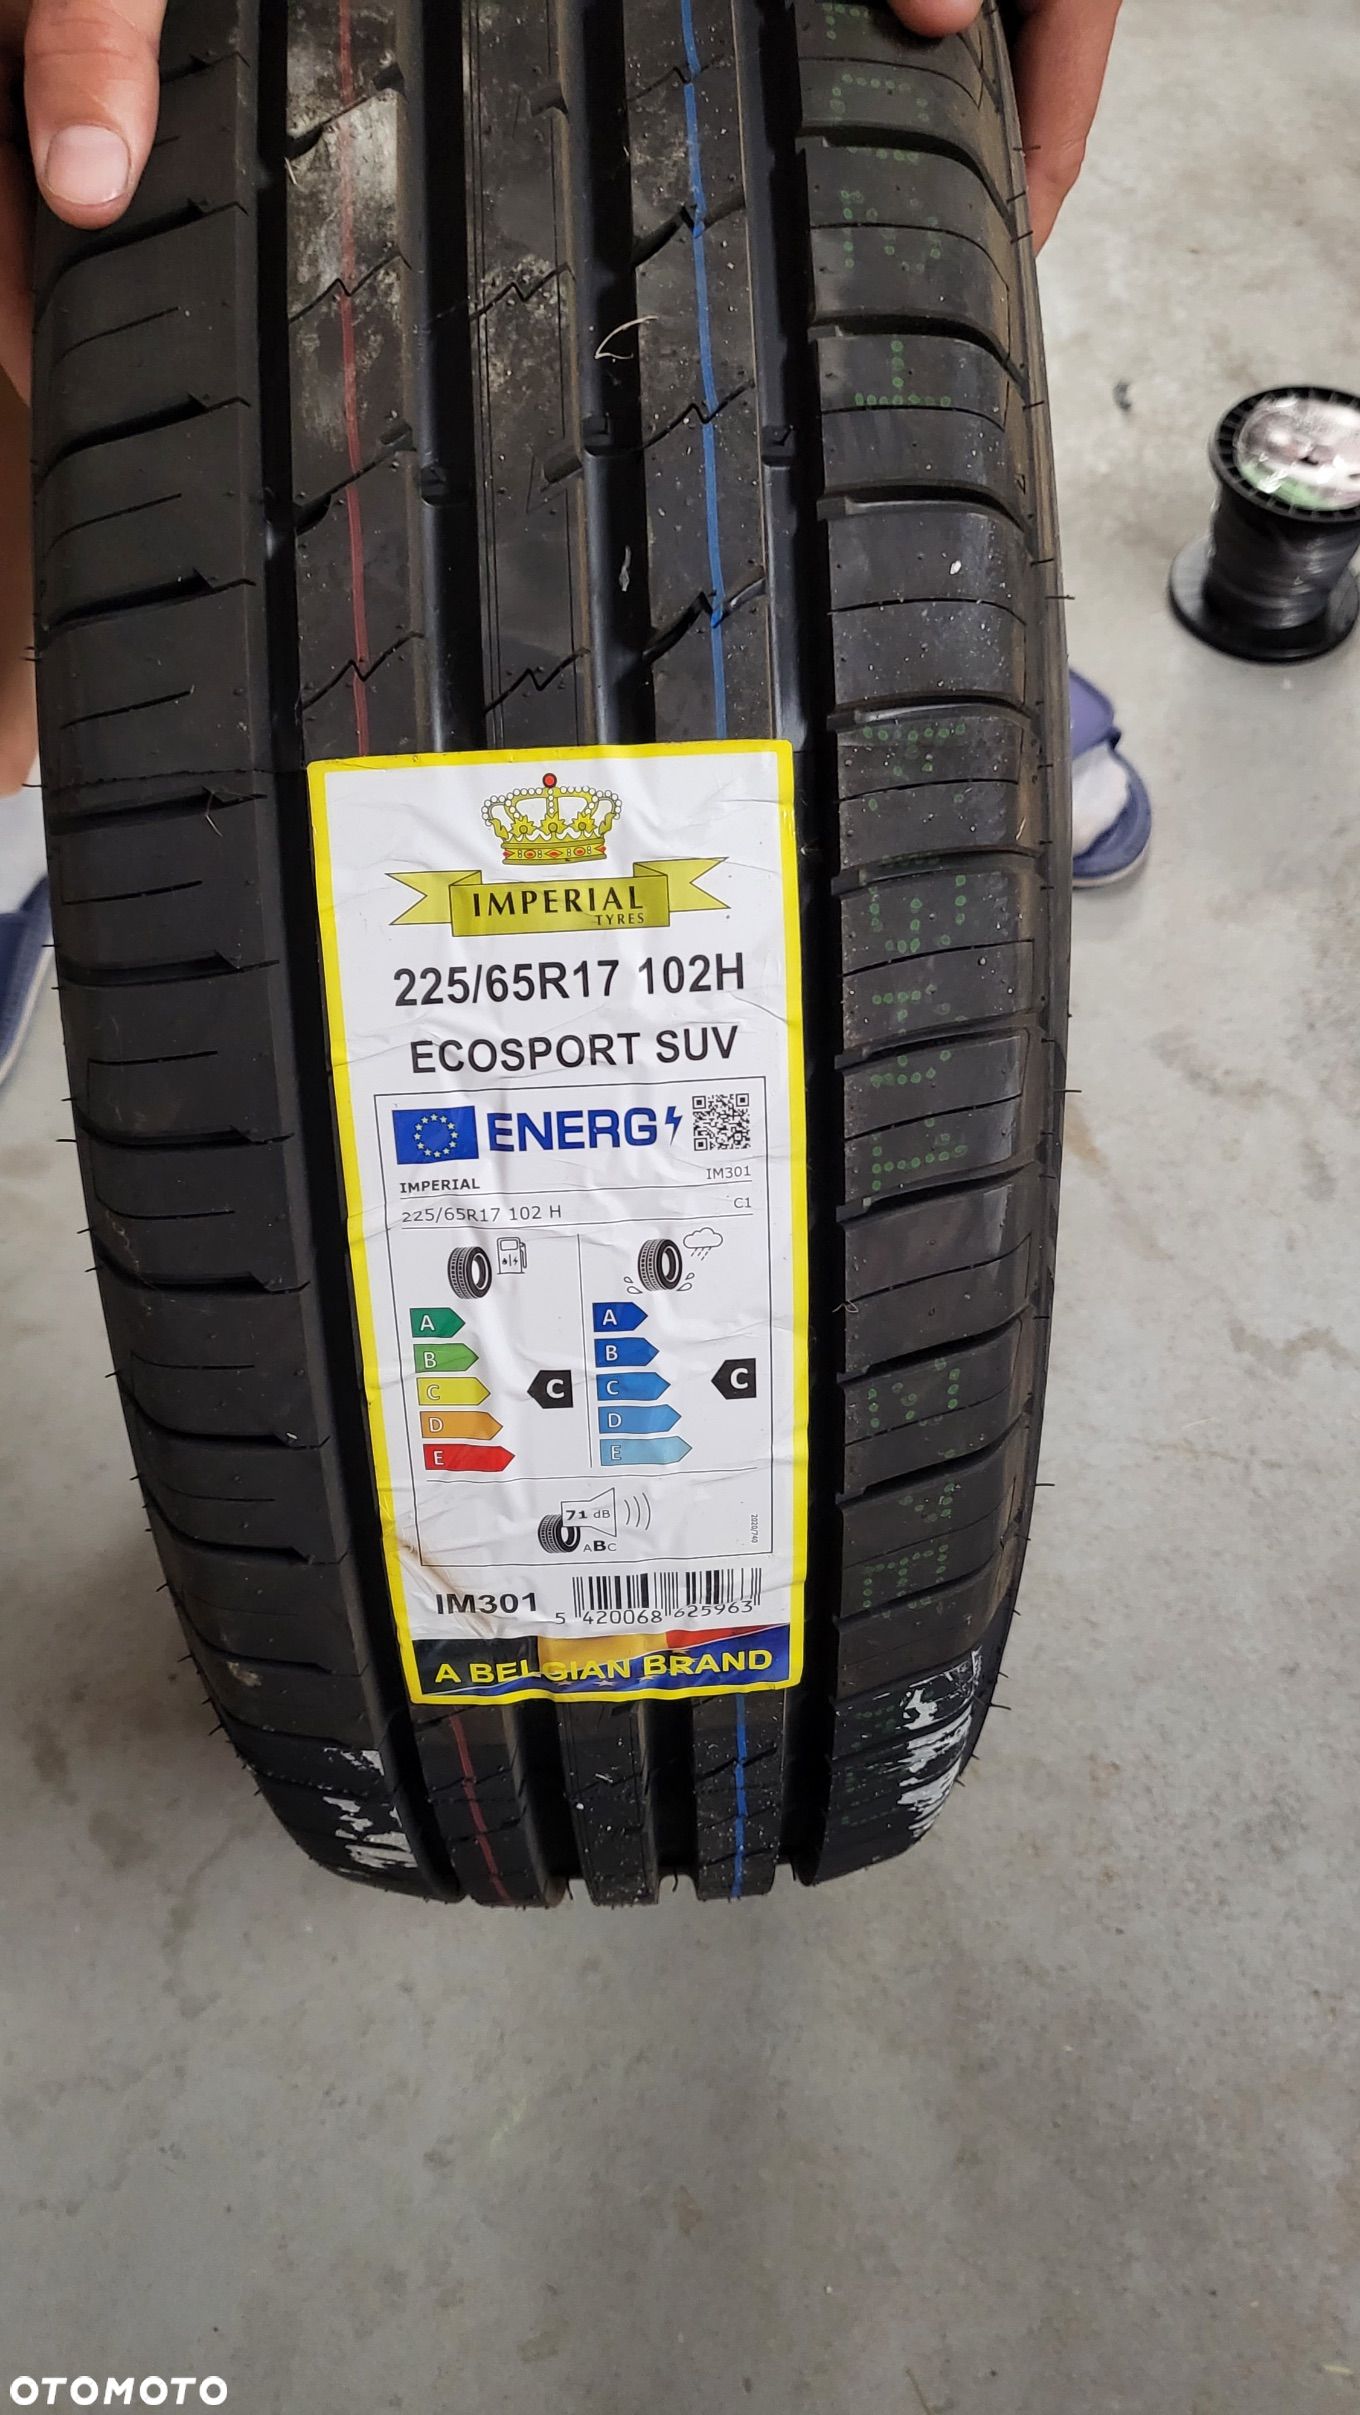 IMPERIAL
TYRES
225/65R17 102H
ECOSPORT SUV
ENERG
IMPERIAL IM301
225/65R17 102 H C1
A A
B B
C C C C
D D
E E
71 dB
ABC
2020/740
IM301 5 420068 625963
A BELGIAN BRAND
OTOMOTO